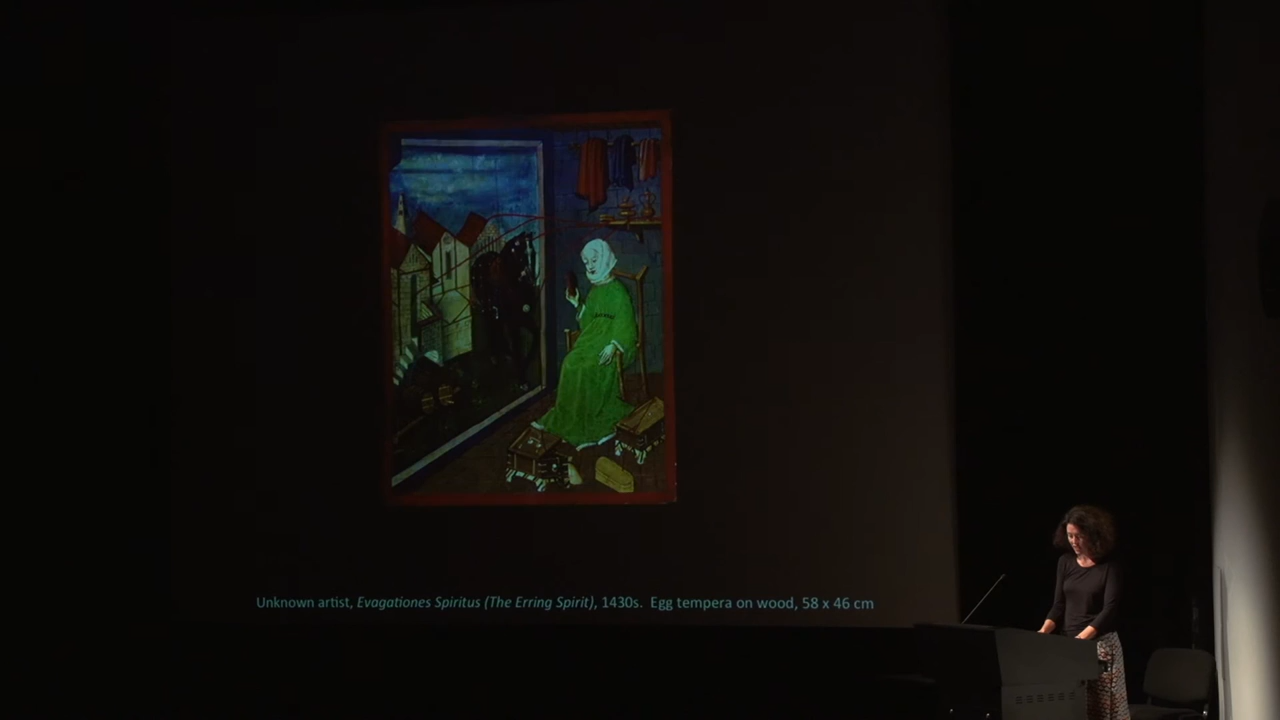 Unknown artist, Evagationes Spiritus (The Erring Spirit), 1430s.  Egg tempera on wood, 58 x 46 cm